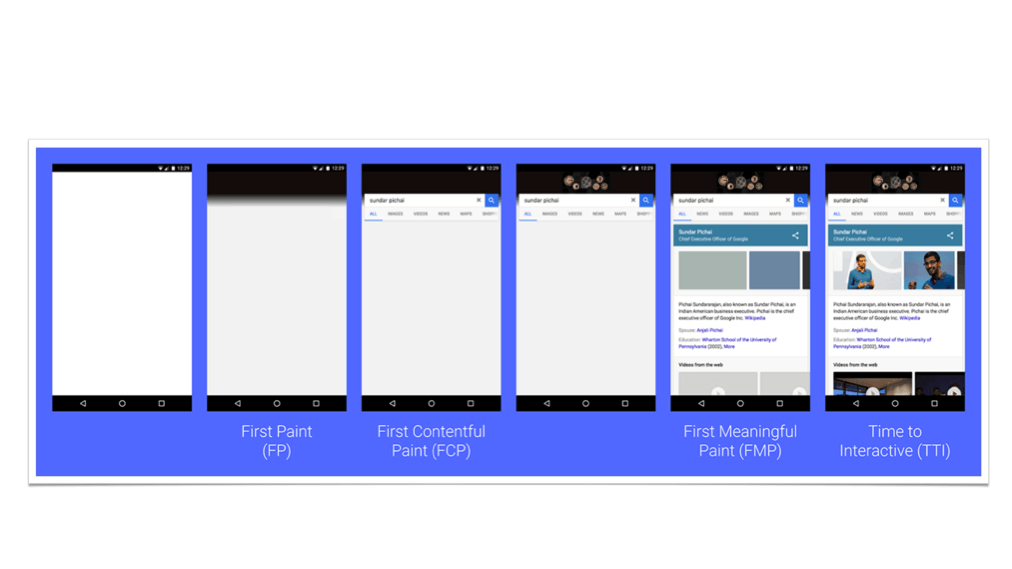 12:29
12:29
12:29
sundar pichai
ALL IMAGES VIDEOS NEWS MAPS
12:29
sundar pichai
ALL IMAGES VIDEOS NEWS MAPS
12:29
sundar pichai
ALL NEWS VIDEOS IMAGES MAPS
Sundar Pichai
Chief Executive Officer of Google
Pichai Sundararajan, also known as Sundar Pichai, is an
Indian American business executive. Pichai is the chief
executive officer of Google Inc. Wikipedia
Spouse: Anjali Pichai
Education: Wharton School of the University of
Pennsylvania (2002), More
Videos from the web
12:29
sundar pichai
ALL NEWS VIDEOS IMAGES MAPS
Sundar Pichai
Chief Executive Officer of Google
Pichai Sundararajan, also known as Sundar Pichai, is an
Indian American business executive. Pichai is the chief
executive officer of Google Inc. Wikipedia
Spouse: Anjali Pichai
Education: Wharton School of the University of
Pennsylvania (2002), More
Videos from the web
First Paint
(FP)
First Contentful
Paint (FCP)
First Meaningful
Paint (FMP)
Time to
Interactive (TTI)